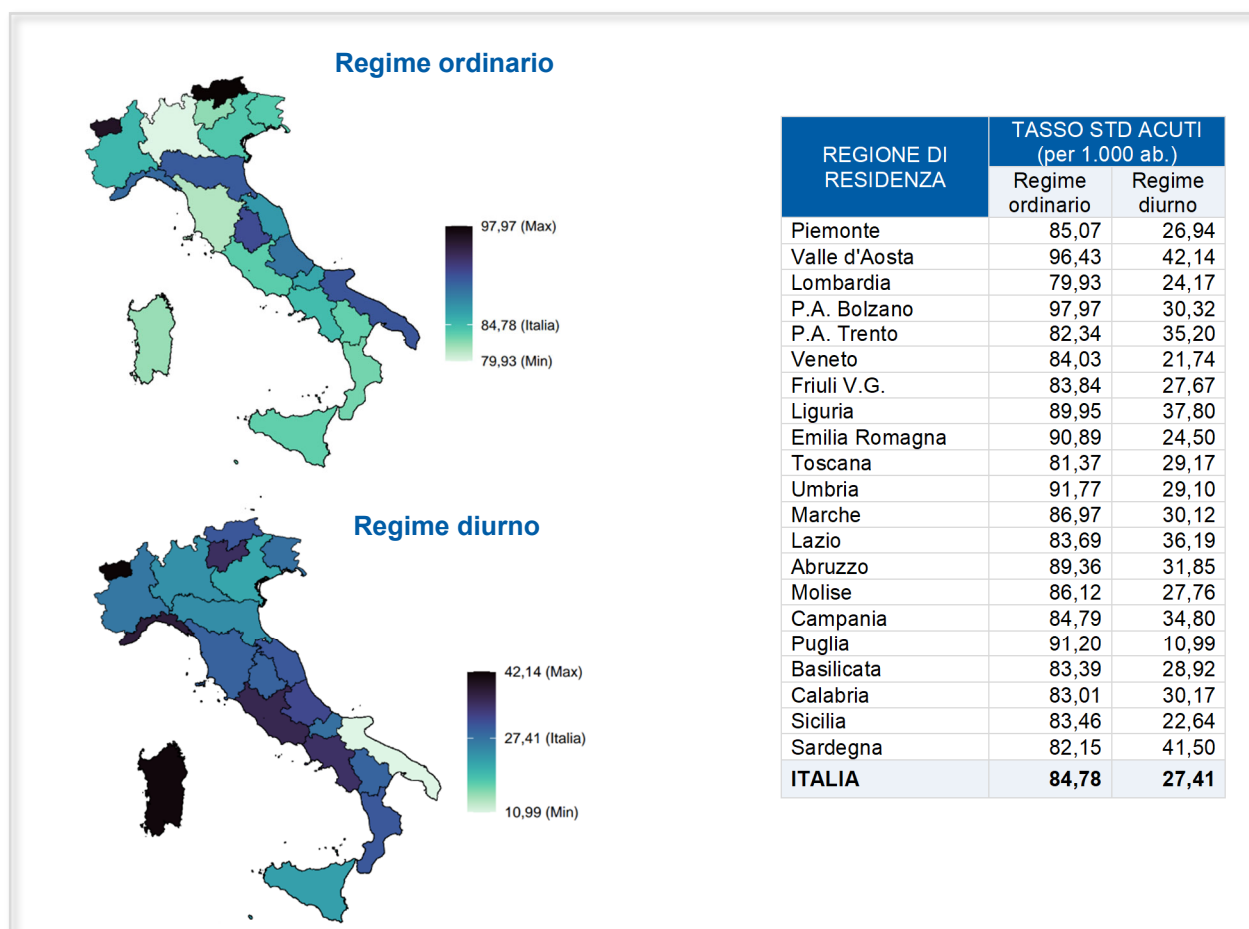 Regime ordinario
97,97 (Max)
84,78 (Italia)
79,93 (Min)
Regime diurno
42,14 (Max)
27,41 (Italia)
10,99 (Min)
REGIONE DI RESIDENZA TASSO STD ACUTI (per 1.000 ab.)
Regime ordinario Regime diurno
Piemonte 85,07 26,94
Valle d'Aosta 96,43 42,14
Lombardia 79,93 24,17
P.A. Bolzano 97,97 30,32
P.A. Trento 82,34 35,20
Veneto 84,03 21,74
Friuli V.G. 83,84 27,67
Liguria 89,95 37,80
Emilia Romagna 90,89 24,50
Toscana 81,37 29,17
Umbria 91,77 29,10
Marche 86,97 30,12
Lazio 83,69 36,19
Abruzzo 89,36 31,85
Molise 86,12 27,76
Campania 84,79 34,80
Puglia 91,20 10,99
Basilicata 83,39 28,92
Calabria 83,01 30,17
Sicilia 83,46 22,64
Sardegna 82,15 41,50
ITALIA 84,78 27,41